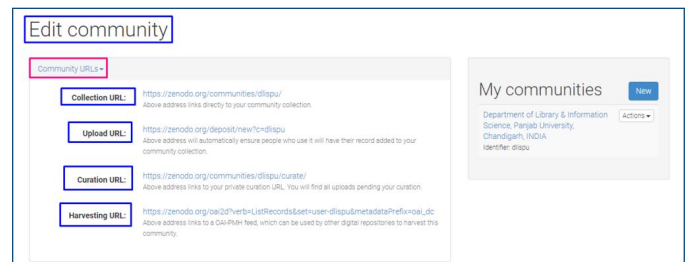 Edit community
Community URLs
Collection URL: https://zenodo.org/communities/dlispu/
Above address links directly to your community collection.
Upload URL: https://zenodo.org/deposit/new?c=dlispu
Above address will automatically ensure people who use it will have their record added to your
community collection.
Curation URL: https://zenodo.org/communities/dlispu/curate/
Above address links to your private curation URL. You will find all uploads pending your curation.
Harvesting URL: https://zenodo.org/oai2d?verb=ListRecords&set=user-dlispu&metadataPrefix=oai_dc
Above address links to a OAI-PMH feed, which can be used by other digital repositories to harvest this
community.
My communities New
Department of Library & Information Actions
Science, Panjab University,
Chandigarh, INDIA
Identifier: dlispu